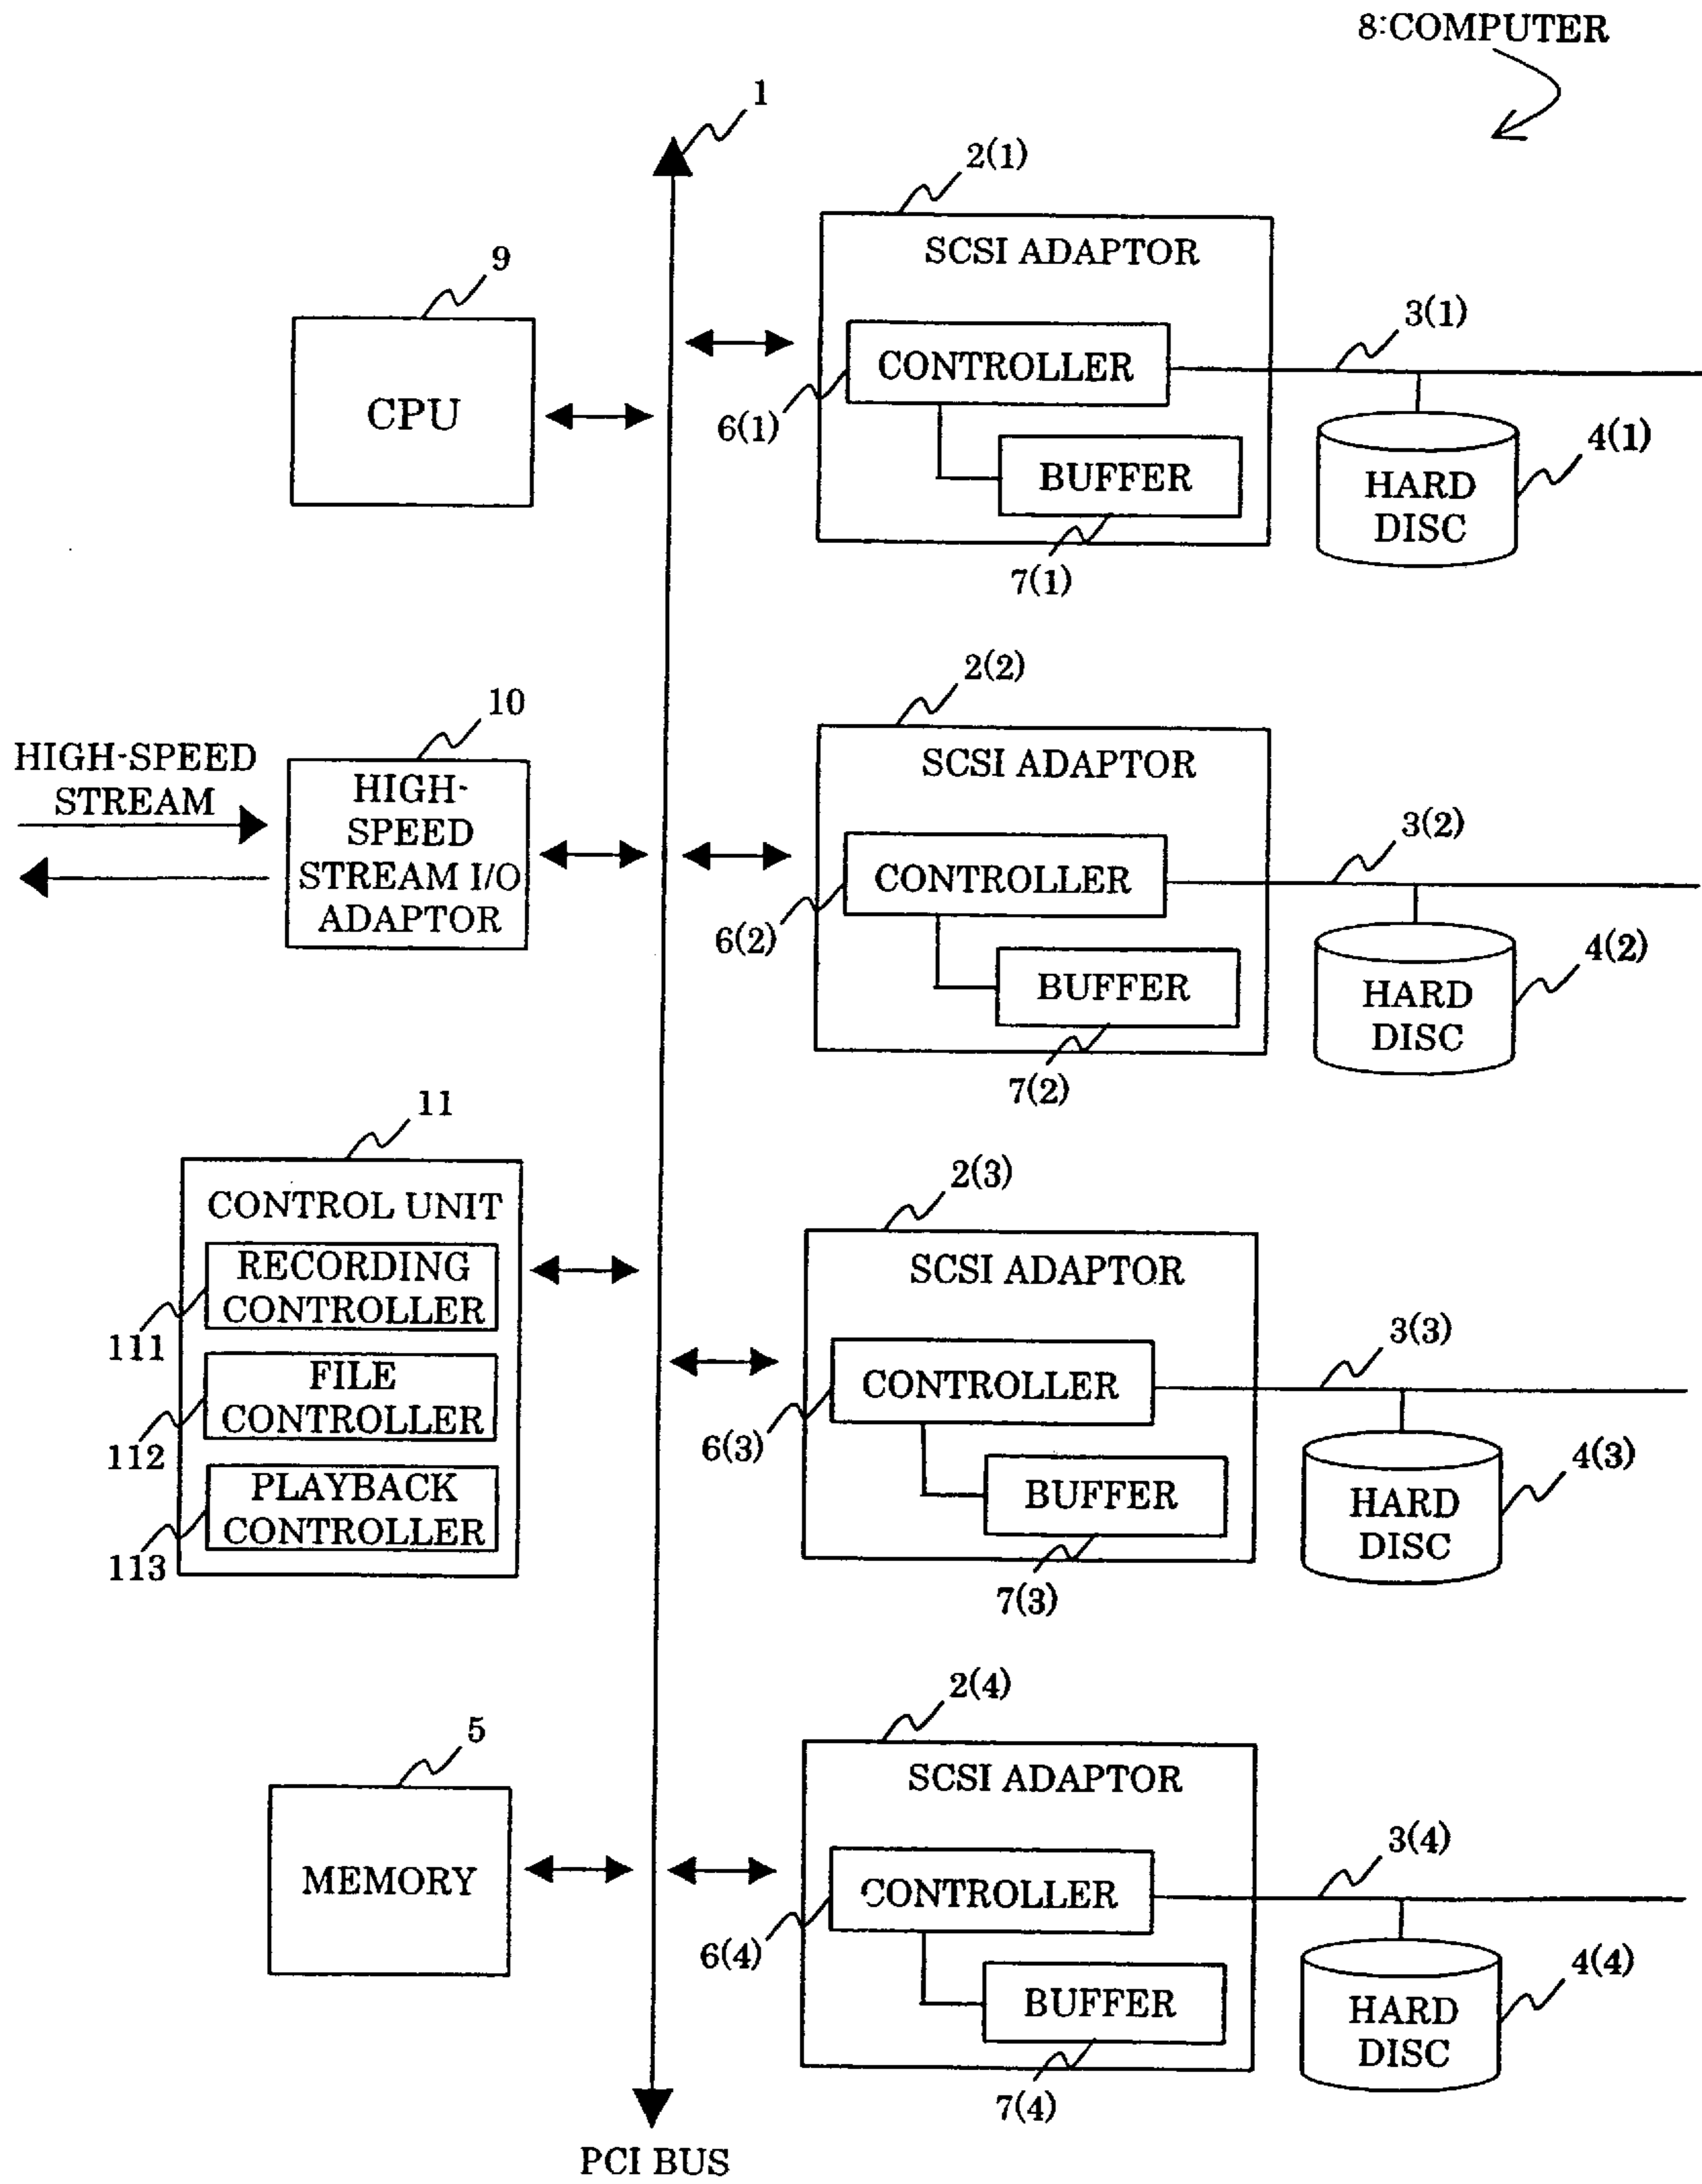 8:COMPUTER
1
2(1)
SCSI ADAPTOR
9
CPU
3(1)
CONTROLLER
6(1)
BUFFER
7(1)
4(1)
HARD
DISC
2(2)
SCSI ADAPTOR
10
HIGH-SPEED
STREAM
HIGH-
SPEED
STREAM I/O
ADAPTOR
3(2)
CONTROLLER
6(2)
BUFFER
7(2)
4(2)
HARD
DISC
11
CONTROL UNIT
RECORDING
CONTROLLER
111
FILE
CONTROLLER
112
PLAYBACK
CONTROLLER
113
2(3)
SCSI ADAPTOR
3(3)
CONTROLLER
6(3)
BUFFER
7(3)
4(3)
HARD
DISC
5
MEMORY
2(4)
SCSI ADAPTOR
3(4)
CONTROLLER
6(4)
BUFFER
7(4)
4(4)
HARD
DISC
PCI BUS